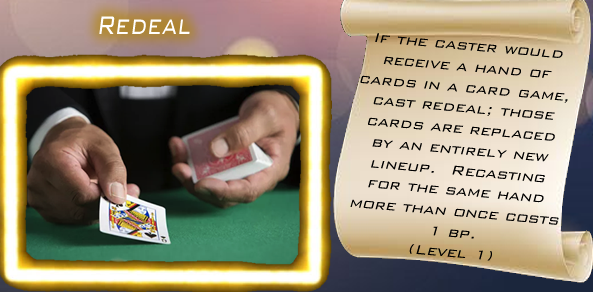 Redeal
If the caster would
receive a hand of
cards in a card game,
cast redeal; those
cards are replaced
by an entirely new
lineup. Recasting
for the same hand
more than once costs
1 bp.
(Level 1)